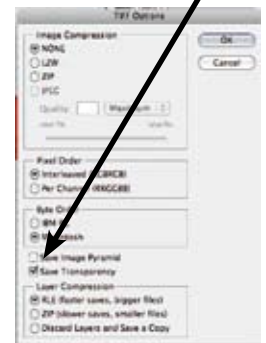 TIFF Options
Image Compression
NONE
LZW
ZIP
JPEG
Quality: Maximum
OK
Cancel
Pixel Order
Interleaved (RGBRGB)
Per Channel (RRGGBB)
Byte Order
IBM
Save Image Pyramid
Save Transparency
Layer Compression
RLE (faster saves, bigger files)
ZIP (slower saves, smaller files)
Discard Layers and Save a Copy